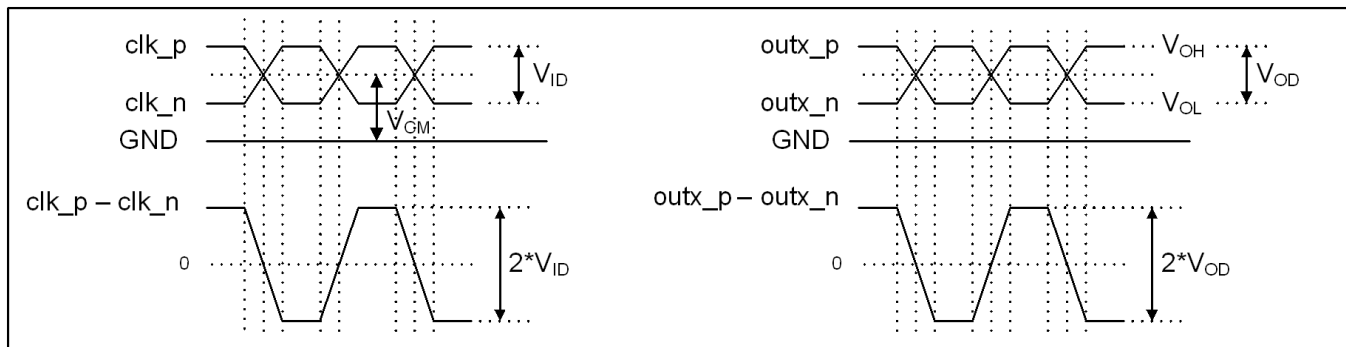 clk_p
clk_n
GND
V_ID
V_CM
clk_p – clk_n
0
2*V_ID
outx_p
outx_n
GND
V_OH
V_OL
V_OD
outx_p – outx_n
0
2*V_OD